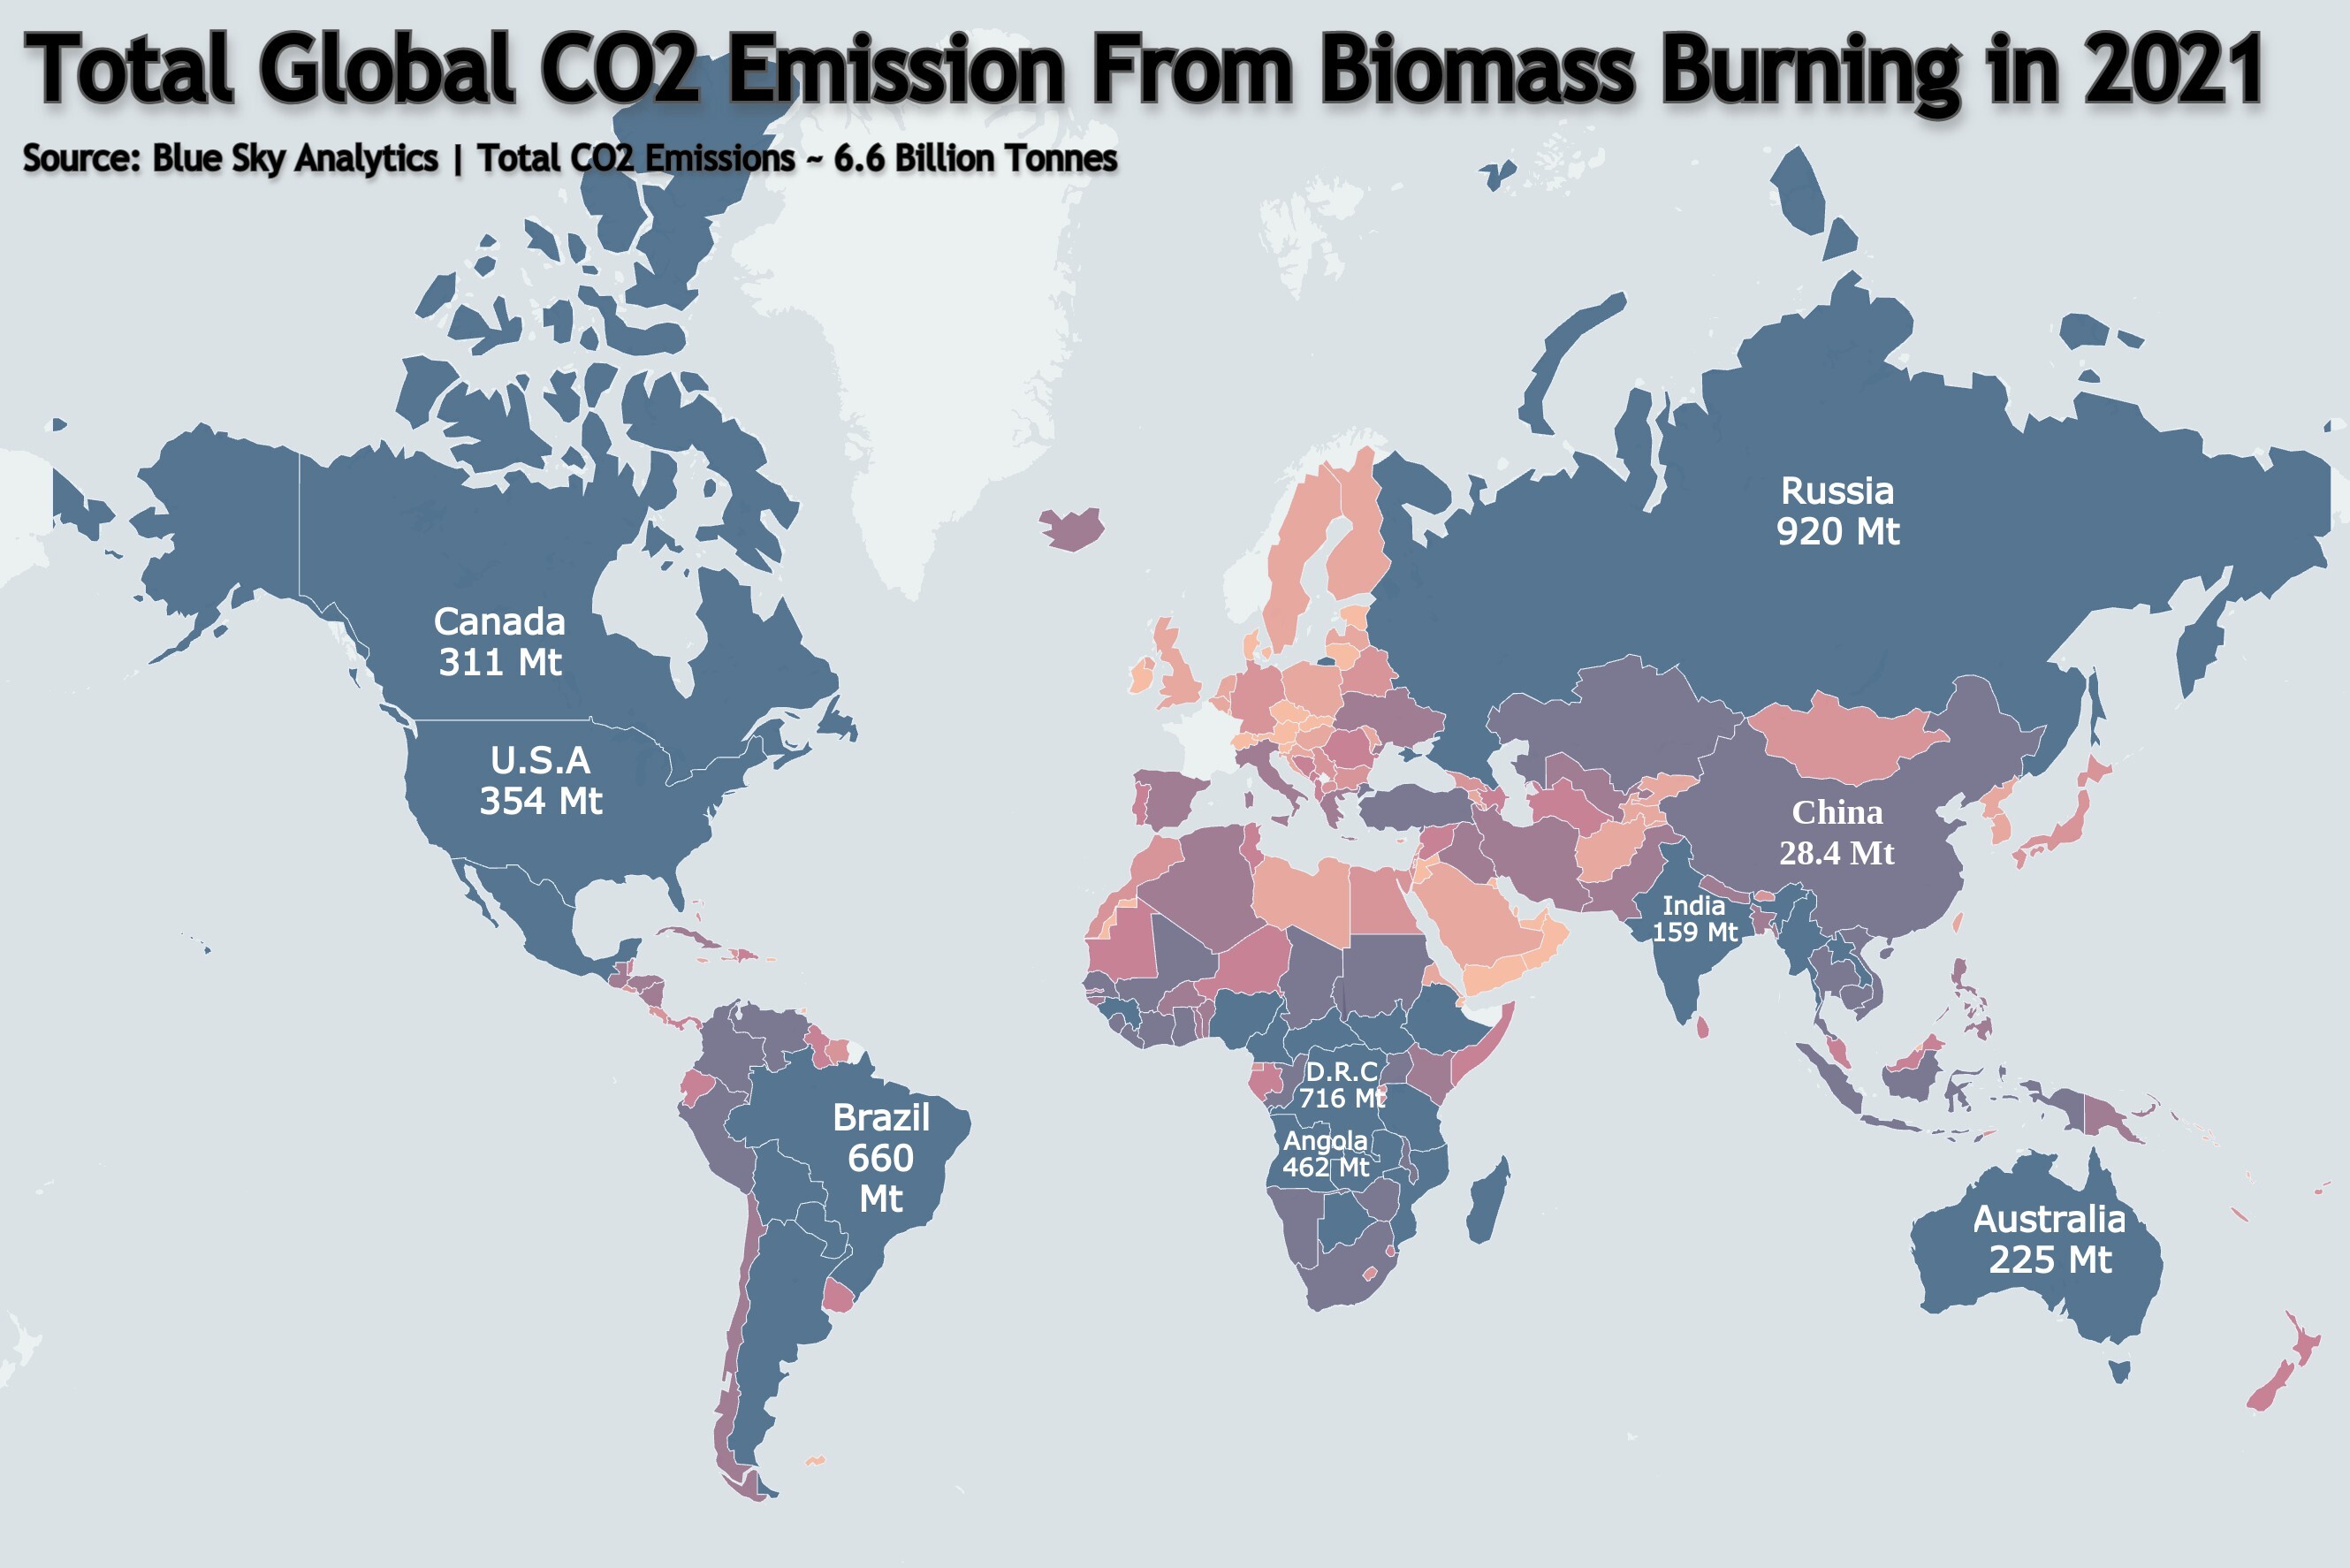 Total Global CO2 Emission From Biomass Burning in 2021
Source: Blue Sky Analytics | Total CO2 Emissions ~ 6.6 Billion Tonnes
Russia
920 Mt
Canada
311 Mt
U.S.A
354 Mt
China
28.4 Mt
India
159 Mt
D.R.C
716 Mt
Angola
462 Mt
Brazil
660
Mt
Australia
225 Mt